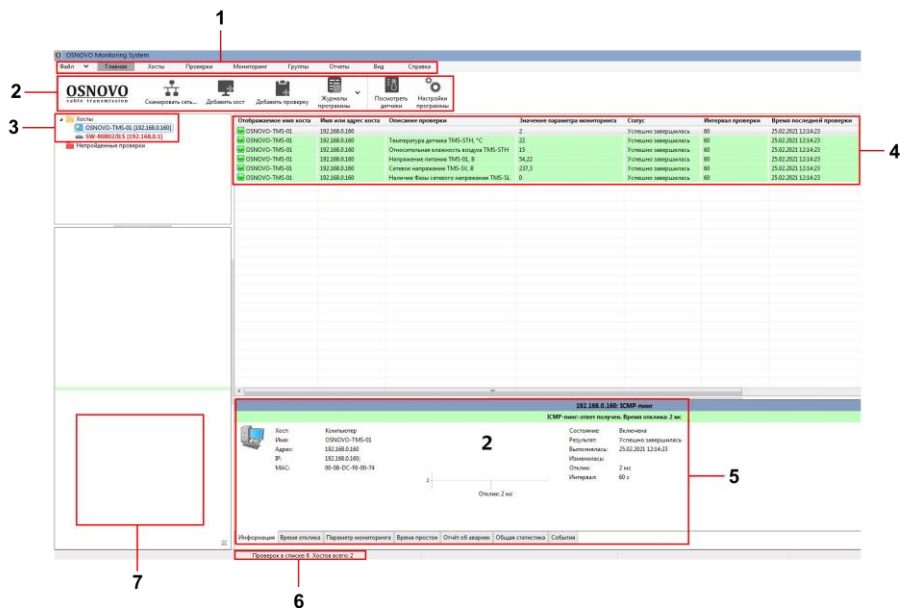 1
OSNOVO Monitoring System
Файл Главная Хосты Проверки Мониторинг Группы Отчеты Вид Справка
2
OSNOVO
cable transmission
Сканировать сеть... Добавить хост Добавить проверку Журналы программы Посмотреть датчики Настройки программы
3
Хосты
OSNOVO-TMS-01 [192.168.0.160]
[192.168.0.1]
Непройденные проверки
Отображаемое имя хоста Имя или адрес хоста Описание проверки Значение параметра мониторинга Статус Интервал проверки Время последней проверки
OSNOVO-TMS-01 192.168.0.160 2 Успешно завершилась 60 25.02.2021 12:14:23
OSNOVO-TMS-01 192.168.0.160 Температура датчика TMS-STH, °C 22 Успешно завершилась 60 25.02.2021 12:14:23
OSNOVO-TMS-01 192.168.0.160 Относительная влажность воздуха TMS-STH 15 Успешно завершилась 60 25.02.2021 12:14:23
OSNOVO-TMS-01 192.168.0.160 Напряжение питания TMS-01, В 54,22 Успешно завершилась 60 25.02.2021 12:14:23
OSNOVO-TMS-01 192.168.0.160 Сетевое напряжение TMS-SV, В 237,3 Успешно завершилась 60 25.02.2021 12:14:23
OSNOVO-TMS-01 192.168.0.160 Наличие Фазы сетевого напряжения TMS-SL 0 Успешно завершилась 60 25.02.2021 12:14:23
4
192.168.0.160: ICMP-пинг
ICMP-пинг: ответ получен. Время отклика: 2 мс
Хост: Компьютер
Имя: OSNOVO-TMS-01
Адрес: 192.168.0.160
IP: 192.168.0.160;
MAC:
2
Состояние: Включена
Результат: Успешно завершилась
Выполнялась: 25.02.2021 12:14:23
Изменилась:
Отклик: 2 мс
Интервал: 60 с
2
Отклик: 2 мс
5
Информация Время отклика Параметр мониторинга Время простоя Отчёт об аварию Общая статистика События
Проверок в списке: 6 Хостов всего: 2
7
6